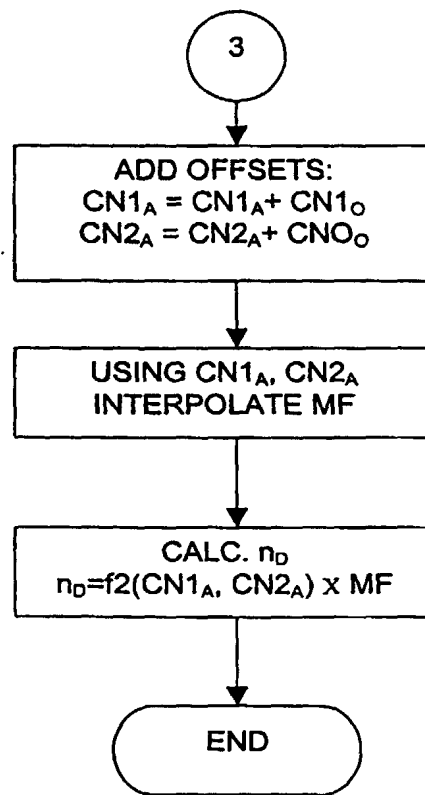 3
ADD OFFSETS:
CN1A = CN1A+ CN1O
CN2A = CN2A+ CNOO
USING CN1A, CN2A
INTERPOLATE MF
CALC. nD
nD=f2(CN1A, CN2A) x MF
END